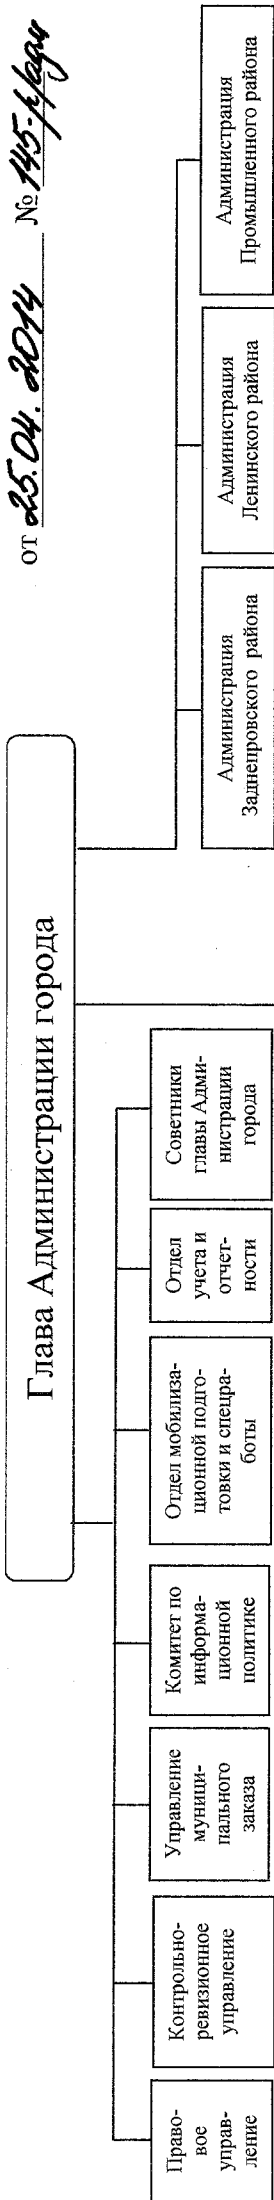 от 25.04.2014 № 145-р/адм
Глава Администрации города
Право-
вое
управ-
ление
Контрольно-
ревизионное
управление
Управление
муници-
пального
заказа
Комитет по
информа-
ционной
политике
Отдел мобилиза-
ционной подго-
товки и спецра-
боты
Отдел
учета и
отчет-
ности
Советники
главы Адми-
нистрации
города
Администрация
Заднепровского района
Администрация
Ленинского района
Администрация
Промышленного района